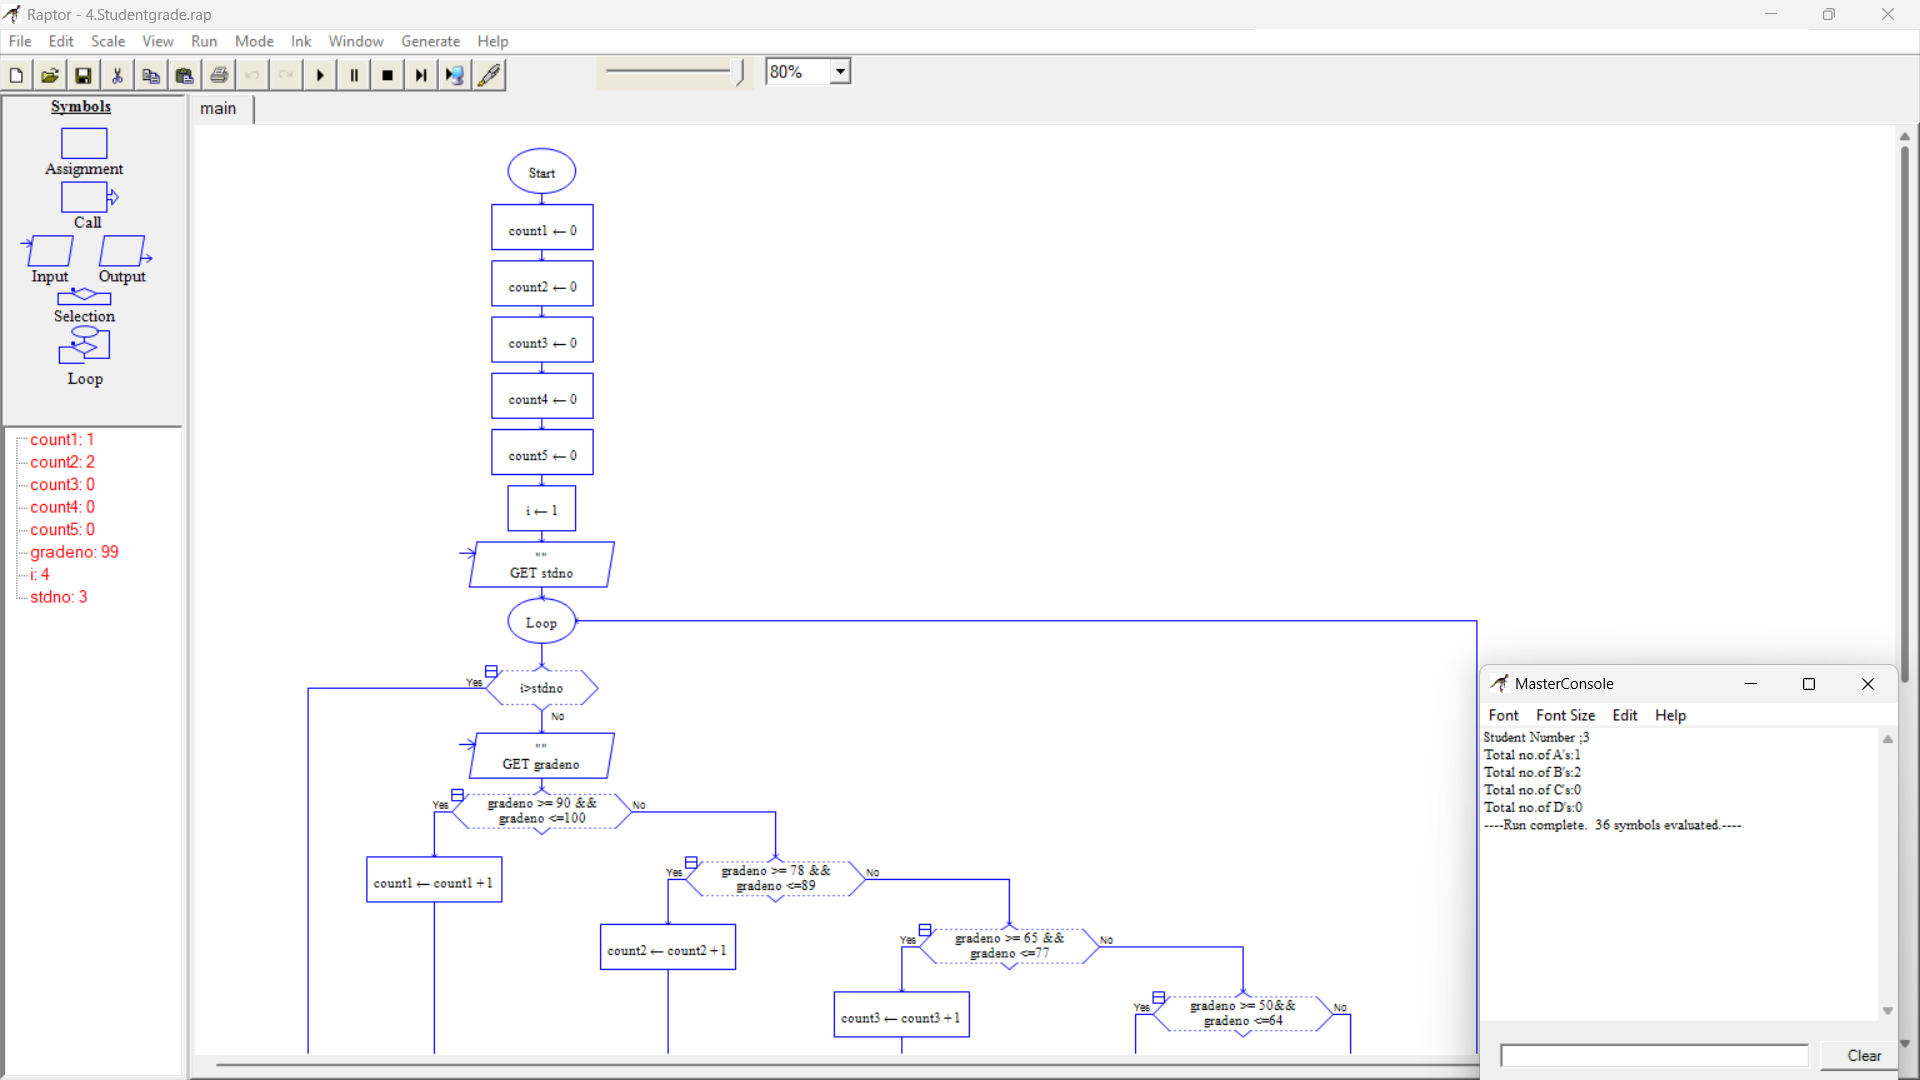 Raptor - 4.Studentgrade.rap
File Edit Scale View Run Mode Ink Window Generate Help
80%
Symbols
Assignment
Call
Input Output
Selection
Loop
count1: 1
count2: 2
count3: 0
count4: 0
count5: 0
gradeno: 99
i: 4
stdno: 3
main
Start
count1 ← 0
count2 ← 0
count3 ← 0
count4 ← 0
count5 ← 0
i ← 1
""
GET stdno
Loop
Yes
i>stdno
No
""
GET gradeno
Yes
gradeno >= 90 &&
gradeno <=100
No
count1 ← count1 +1
Yes
gradeno >= 78 &&
gradeno <=89
No
count2 ← count2 +1
Yes
gradeno >= 65 &&
gradeno <=77
No
count3 ← count3 +1
Yes
gradeno >= 50&&
gradeno <=64
No
MasterConsole
Font Font Size Edit Help
Student Number ;3
Total no.of A's:1
Total no.of B's:2
Total no.of C's:0
Total no.of D's:0
----Run complete.  36 symbols evaluated.----
Clear